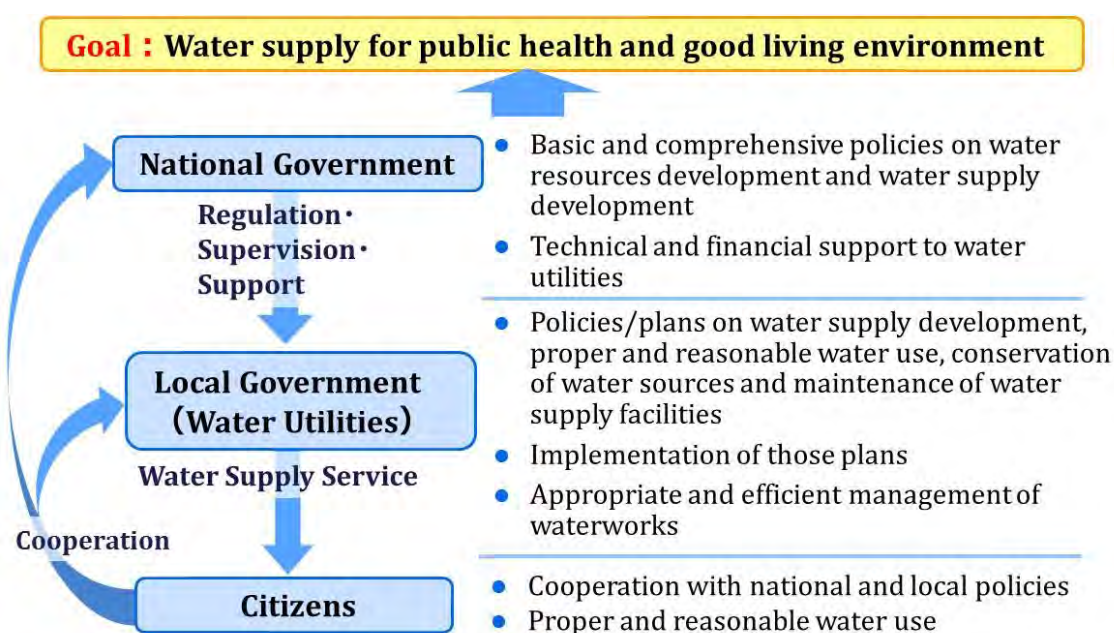 Goal：Water supply for public health and good living environment
National Government
Regulation・
Supervision・
Support
● Basic and comprehensive policies on water
resources development and water supply
development
● Technical and financial support to water
utilities
Local Government
（Water Utilities）
Water Supply Service
● Policies/plans on water supply development,
proper and reasonable water use, conservation
of water sources and maintenance of water
supply facilities
● Implementation of those plans
● Appropriate and efficient management of
waterworks
Cooperation
Citizens
● Cooperation with national and local policies
● Proper and reasonable water use